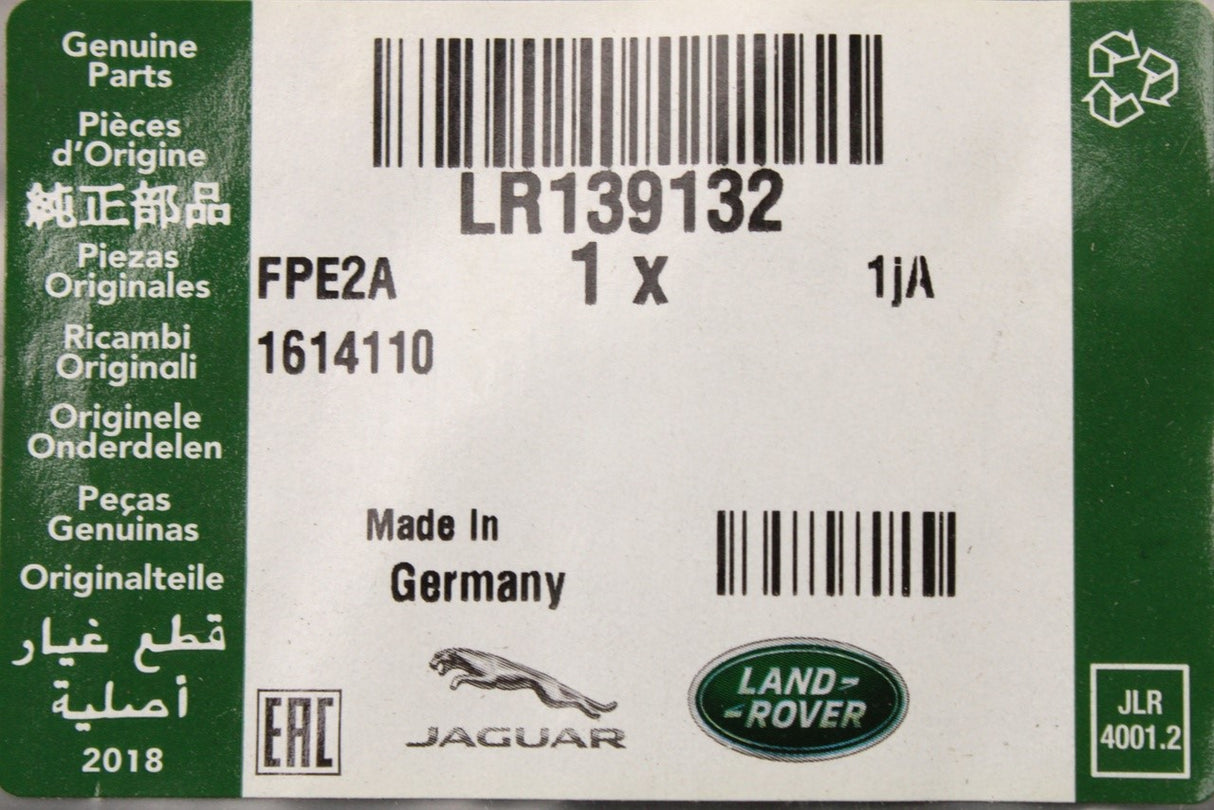 Genuine
Parts
Pièces
d'Origine
純正部品
Piezas
Originales
Ricambi
Originali
Originele
Onderdelen
Peças
Genuinas
Originalteile
قطع غيار
أصلية
2018
LR139132
FPE2A
1 x
1jA
1614110
Made In
Germany
EAC
JAGUAR
LAND-
-ROVER
JLR
4001.2